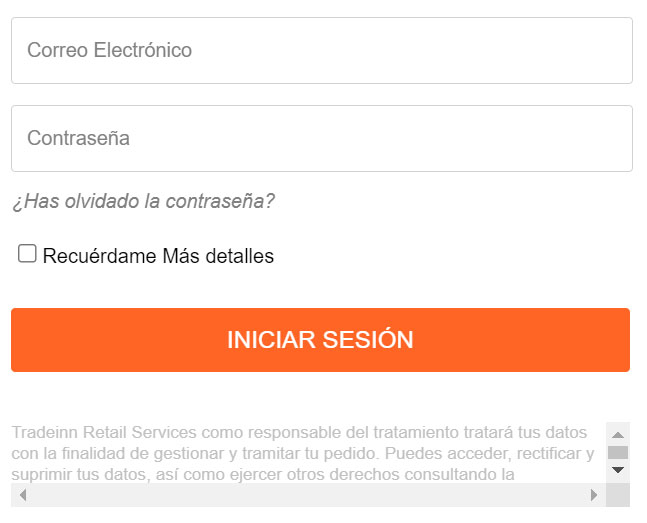 Correo Electrónico
Contraseña
¿Has olvidado la contraseña?
Recuérdame Más detalles
INICIAR SESIÓN
Tradeinn Retail Services como responsable del tratamiento tratará tus datos
con la finalidad de gestionar y tramitar tu pedido. Puedes acceder, rectificar y
suprimir tus datos, así como ejercer otros derechos consultando la